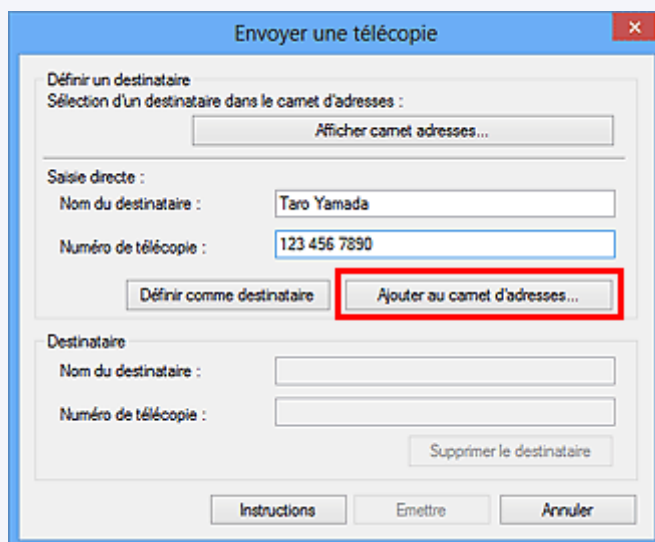 Envoyer une télécopie
Définir un destinataire
Sélection d'un destinataire dans le carnet d'adresses :
Afficher carnet adresses...
Saisie directe :
Nom du destinataire :
Taro Yamada
Numéro de télécopie :
123 456 7890
Définir comme destinataire
Ajouter au carnet d'adresses...
Destinataire
Nom du destinataire :
Numéro de télécopie :
Supprimer le destinataire
Instructions
Emettre
Annuler